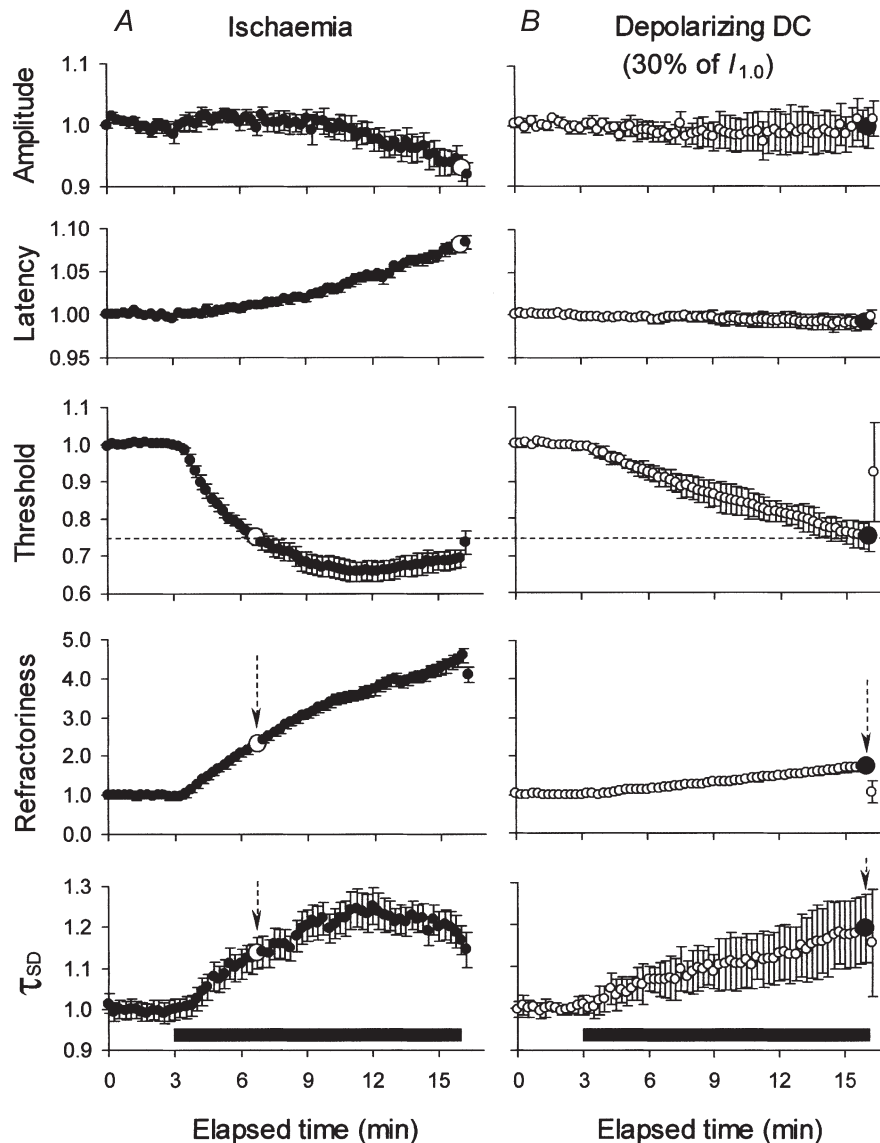 A Ischaemia
B Depolarizing DC
(30% of I1.0)
Amplitude
1.1
1.0
0.9
Latency
1.10
1.05
1.00
0.95
Threshold
1.1
1.0
0.9
0.8
0.7
0.6
Refractoriness
5.0
4.0
3.0
2.0
1.0
0.0
τSD
1.3
1.2
1.1
1.0
0.9
0 3 6 9 12 15
0 3 6 9 12 15
Elapsed time (min)
Elapsed time (min)